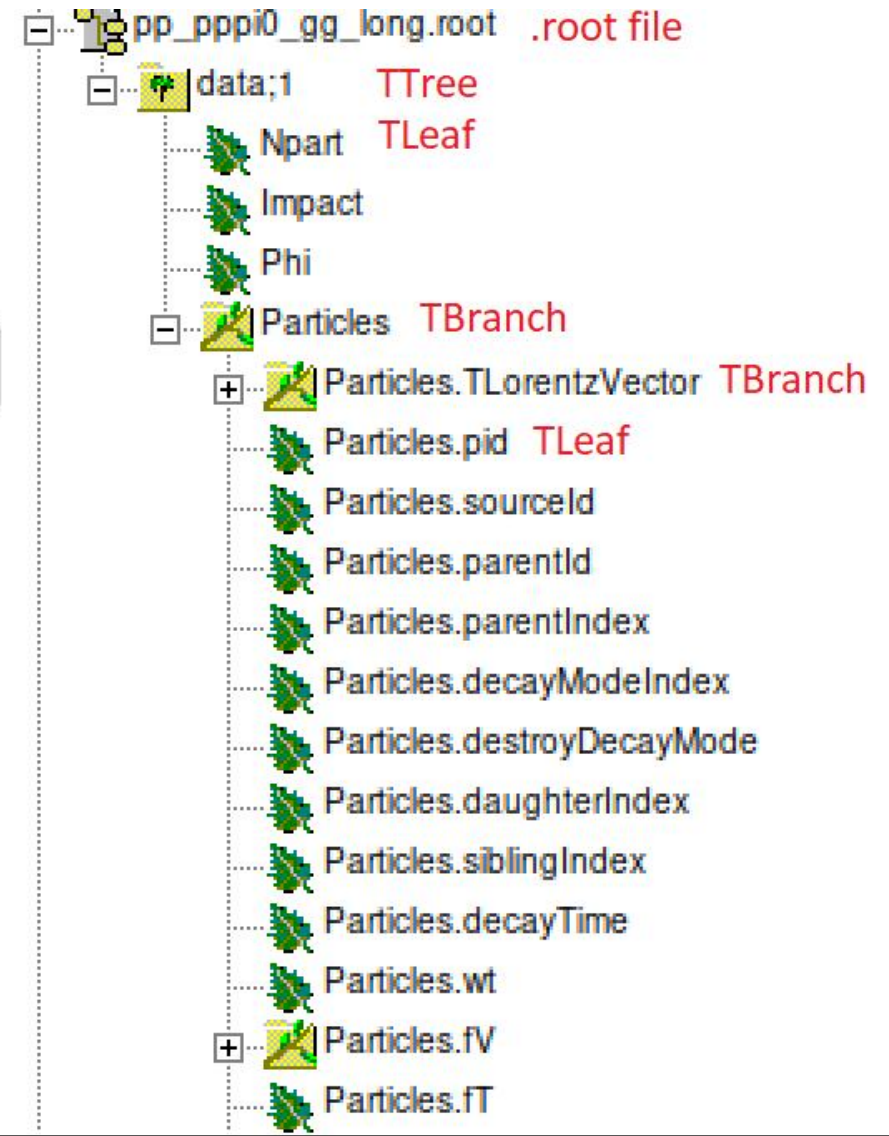 pp_pppi0_gg_long.root .root file
data;1 TTree
Npart TLeaf
Impact
Phi
Particles TBranch
Particles.TLorentzVector TBranch
Particles.pid TLeaf
Particles.sourceId
Particles.parentId
Particles.parentIndex
Particles.decayModeIndex
Particles.destroyDecayMode
Particles.daughterIndex
Particles.siblingIndex
Particles.decayTime
Particles.wt
Particles.fV
Particles.fT